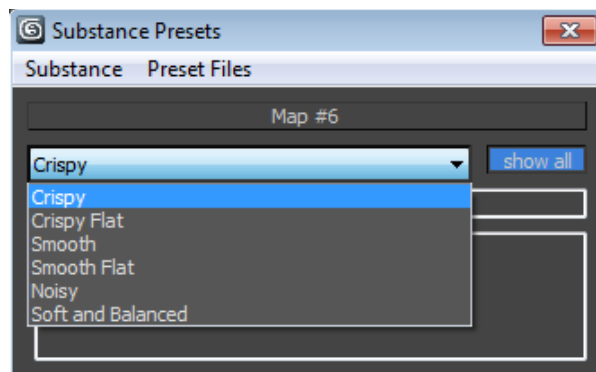 Substance Presets
Substance Preset Files
Map #6
Crispy show all
Crispy
Crispy Flat
Smooth
Smooth Flat
Noisy
Soft and Balanced